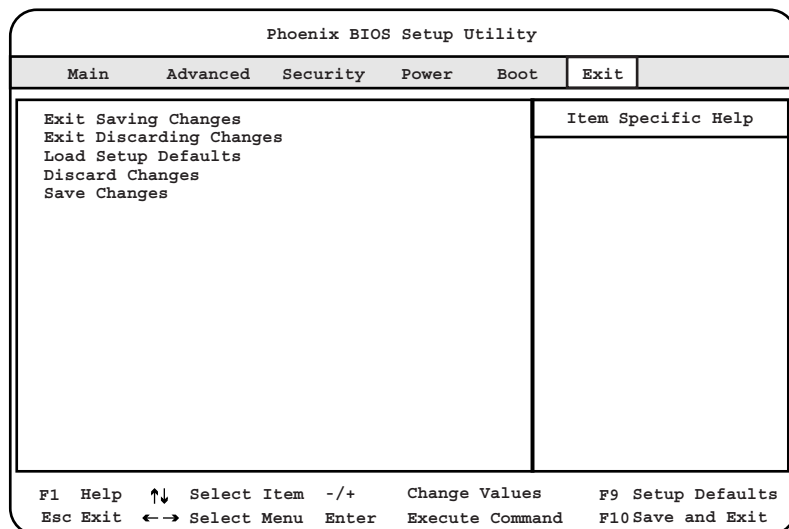 Phoenix BIOS Setup Utility
Main Advanced Security Power Boot Exit
Exit Saving Changes
Exit Discarding Changes
Load Setup Defaults
Discard Changes
Save Changes
Item Specific Help
F1 Help ↑↓ Select Item -/+ Change Values F9 Setup Defaults
Esc Exit ←→ Select Menu Enter Execute Command F10 Save and Exit